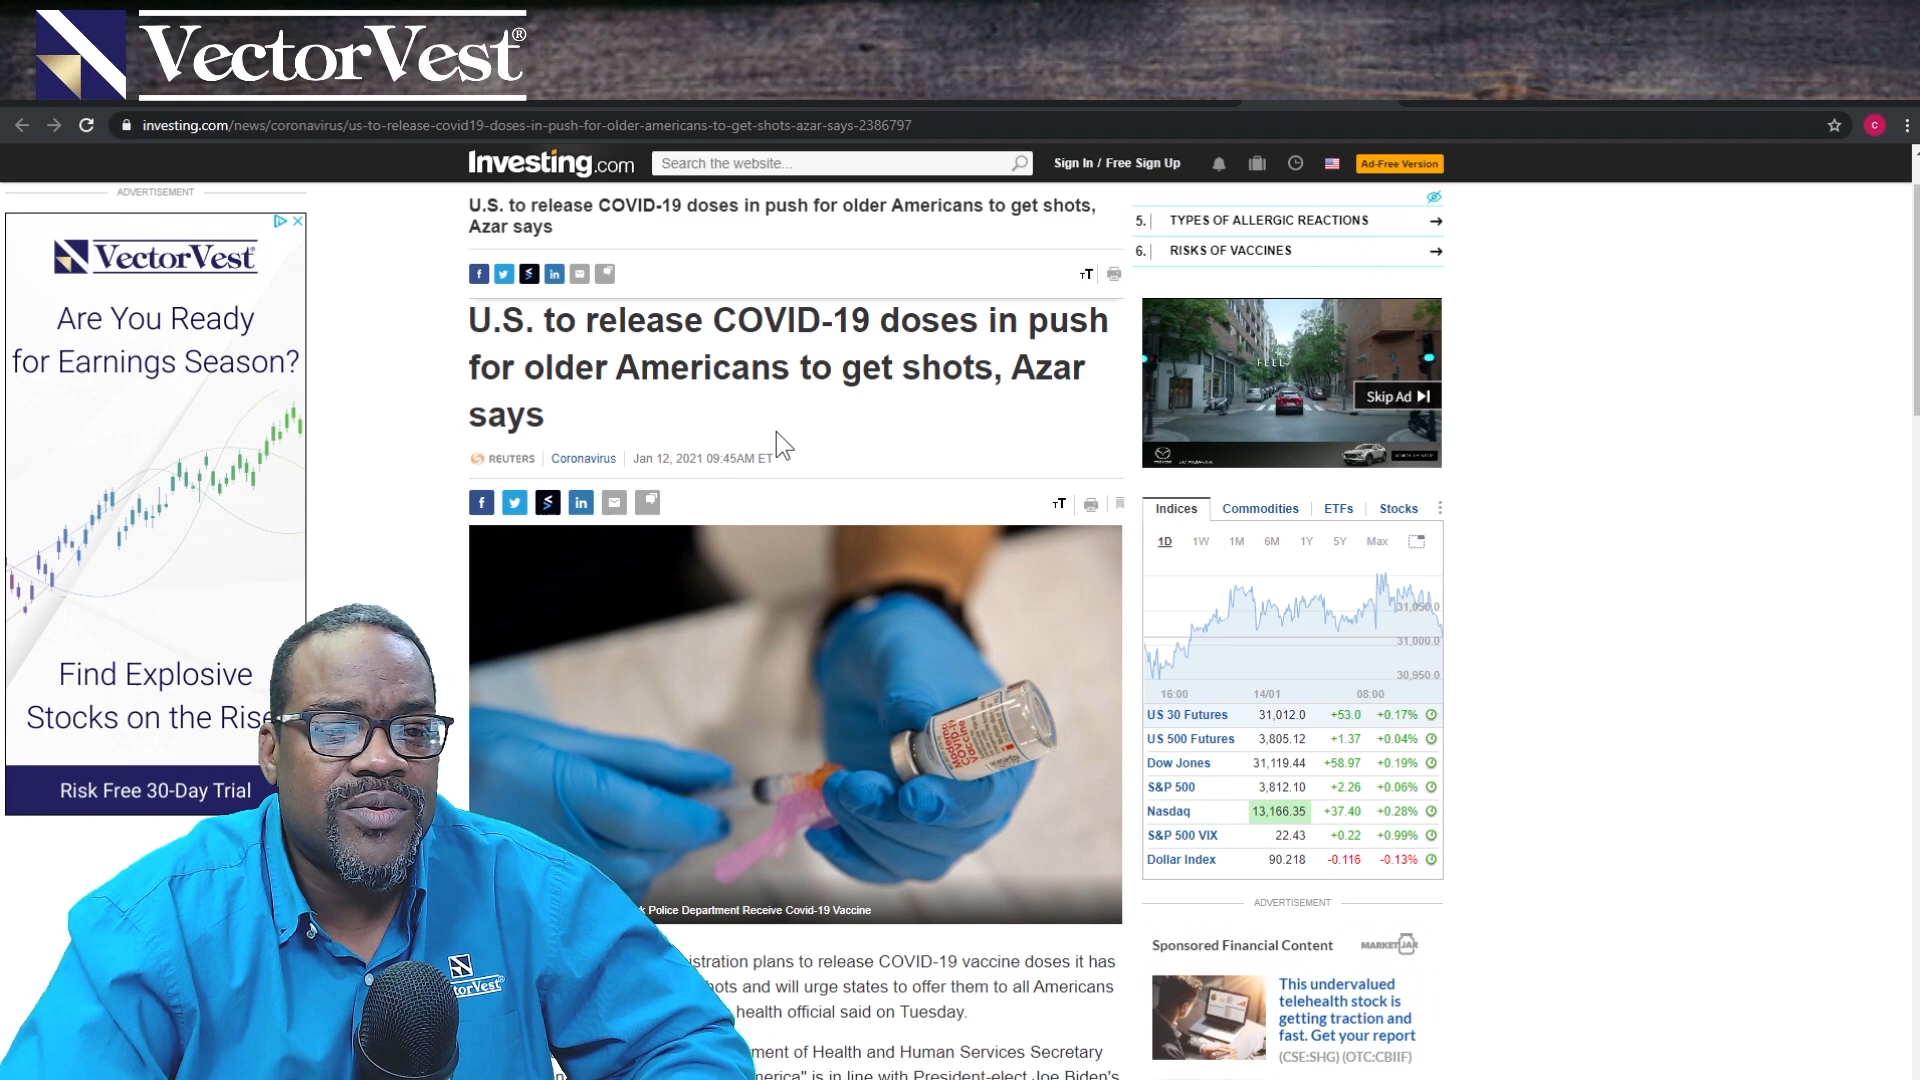 VectorVest®
investing.com/news/coronavirus/us-to-release-covid19-doses-in-push-for-older-americans-to-get-shots-azar-says-2386797
C
Investing.com
Search the website...
Sign In / Free Sign Up
Ad-Free Version
ADVERTISEMENT
VectorVest
Are You Ready
for Earnings Season?
Find Explosive
Stocks on the Rise
Risk Free 30-Day Trial
U.S. to release COVID-19 doses in push for older Americans to get shots,
Azar says
U.S. to release COVID-19 doses in push
for older Americans to get shots, Azar
says
REUTERS
Coronavirus
Jan 12, 2021 09:45AM ET
Moderna
COVID-19
Vaccine
k Police Department Receive Covid-19 Vaccine
istration plans to release COVID-19 vaccine doses it has
hots and will urge states to offer them to all Americans
health official said on Tuesday.
ment of Health and Human Services Secretary
merica" is in line with President-elect Joe Biden's
torVest
5. TYPES OF ALLERGIC REACTIONS
6. RISKS OF VACCINES
FEEL
Skip Ad
Indices Commodities ETFs Stocks
1D 1W 1M 6M 1Y 5Y Max
31,050.0
31,000.0
30,950.0
16:00 14/01 08:00
US 30 Futures 31,012.0 +53.0 +0.17%
US 500 Futures 3,805.12 +1.37 +0.04%
Dow Jones 31,119.44 +58.97 +0.19%
S&P 500 3,812.10 +2.26 +0.06%
Nasdaq 13,166.35 +37.40 +0.28%
S&P 500 VIX 22.43 +0.22 +0.99%
Dollar Index 90.218 -0.116 -0.13%
ADVERTISEMENT
Sponsored Financial Content
MARKETJAR
This undervalued
telehealth stock is
getting traction and
fast. Get your report
(CSE:SHG) (OTC:CBIIF)